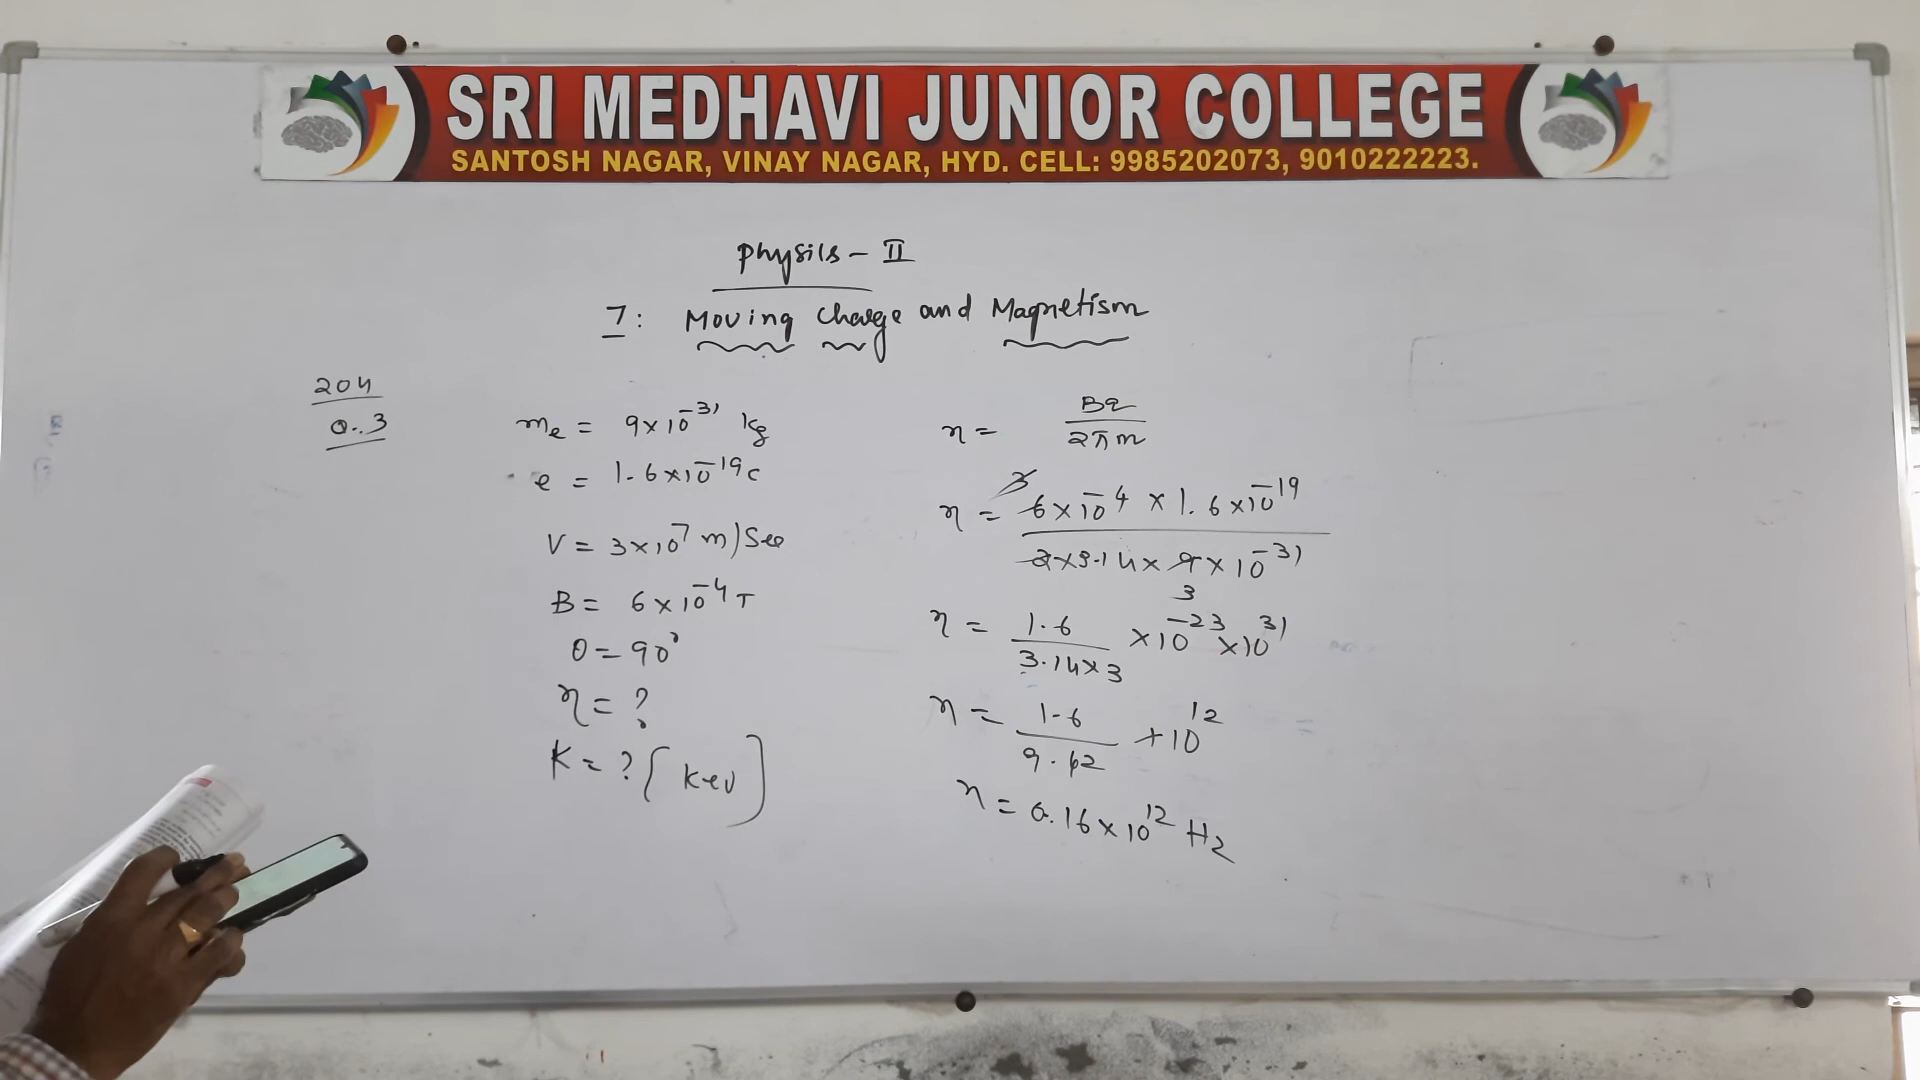 SRI MEDHAVI JUNIOR COLLEGE
SANTOSH NAGAR, VINAY NAGAR, HYD. CELL: 9985202073, 9010222223.
Physics - II
7: Moving Charge and Magnetism
204
Q.. 3
me = 9×10^-31 kg
e = 1.6×10^-19 c
V = 3×10^7 m/Sec
B = 6×10^-4 T
θ = 90°
η = ?
K = ? [Kev]
η = Bq/2πm
η = 6×10^-4 × 1.6×10^-19 / 2×3.14×9×10^-31
3
3
η = 1.6/3.14×3 ×10^-23 ×10^31
η = 1.6/9.42 ×10^12
η = 0.16×10^12 Hz